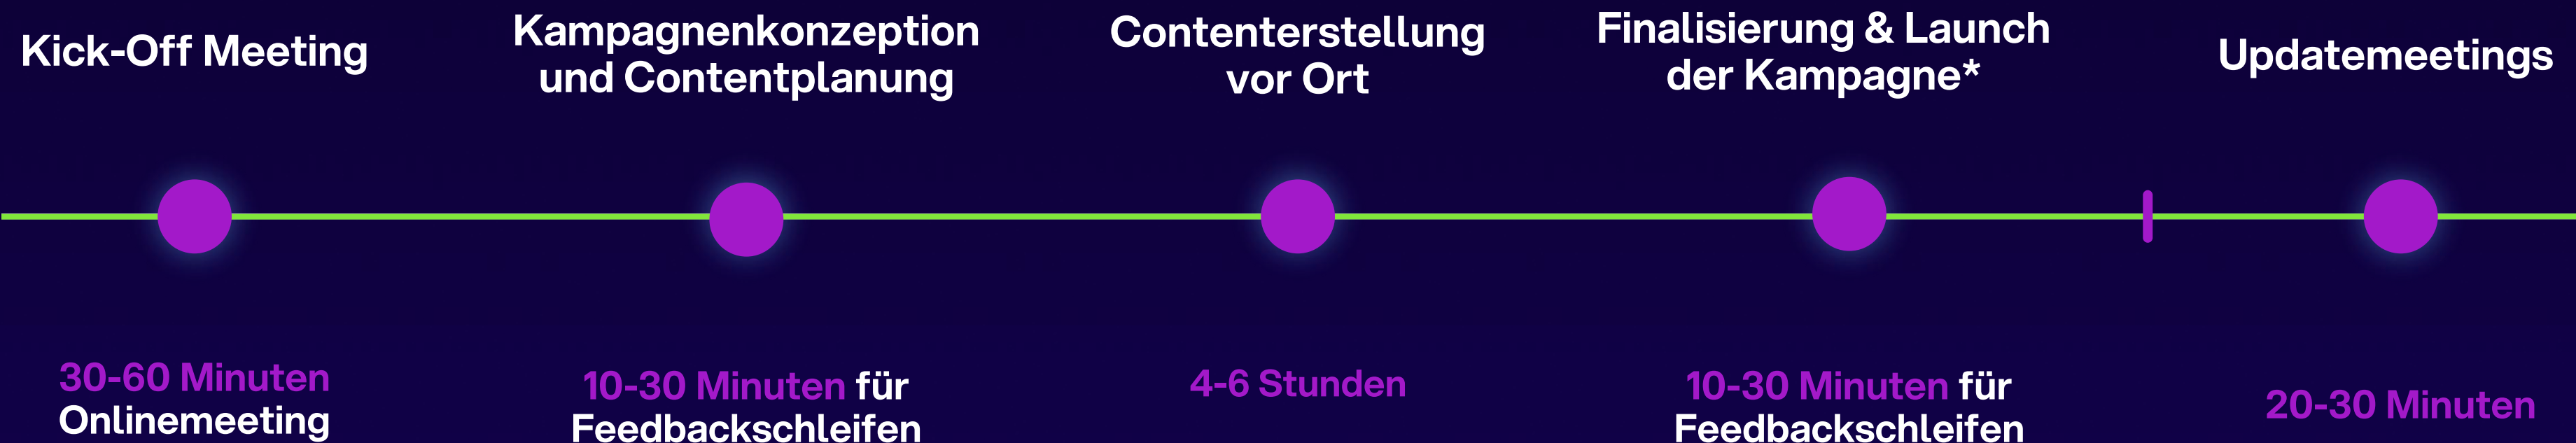 Kick-Off Meeting
Kampagnenkonzeption
und Contentplanung
Contenterstellung
vor Ort
Finalisierung & Launch
der Kampagne*
Updatemeetings
30-60 Minuten
Onlinemeeting
10-30 Minuten für
Feedbackschleifen
4-6 Stunden
10-30 Minuten für
Feedbackschleifen
20-30 Minuten